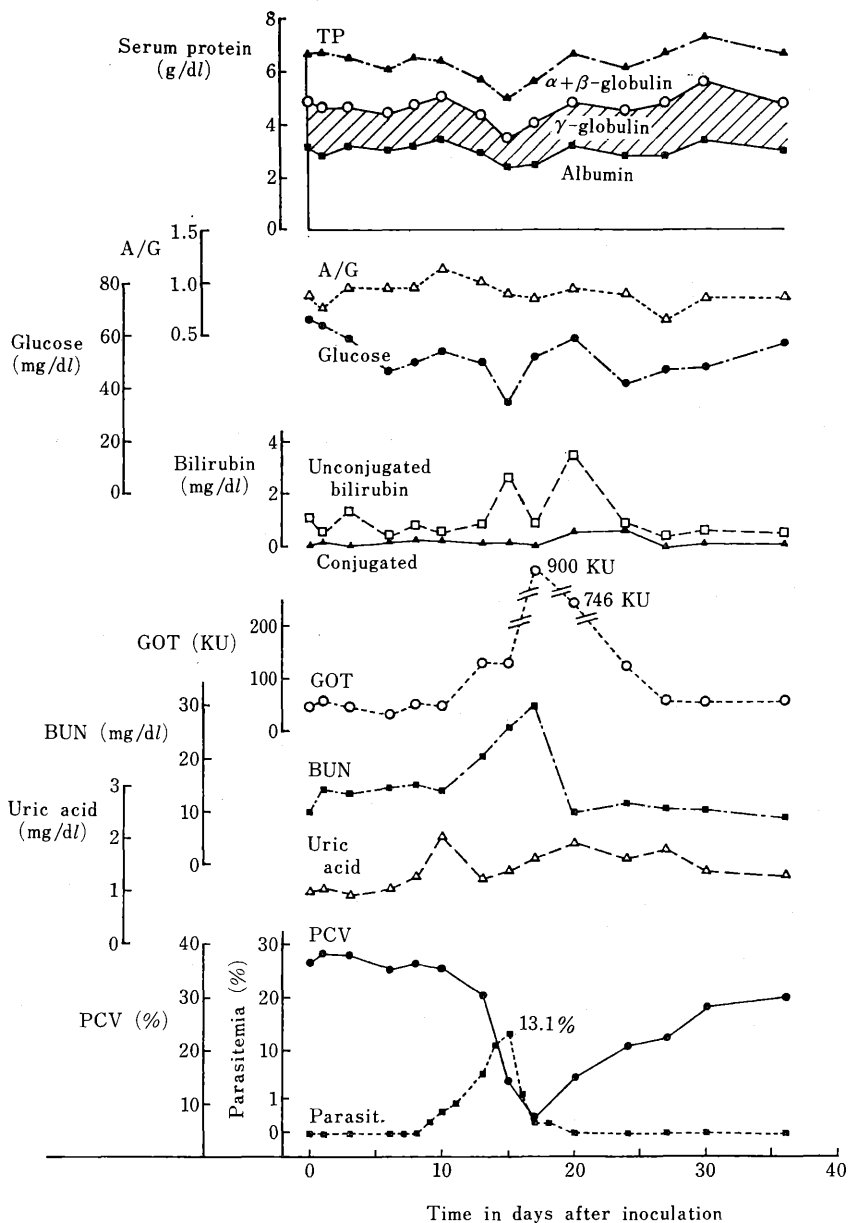 8
TP
Serum protein
(g/dl)
6
α+β-globulin
4
γ-globulin
Albumin
2
0
1.5
A/G
A/G
80
1.0
Glucose
(mg/dl)
60
0.5
Glucose
40
20
4
Bilirubin
(mg/dl)
Unconjugated
bilirubin
0
2
0
Conjugated
900 KU
746 KU
200
GOT (KU)
100
GOT
30
0
BUN (mg/dl)
20
BUN
3
Uric acid
(mg/dl)
10
2
Uric
acid
0
1
0
40
30
PCV
30
20
PCV (%)
Parasitemia (%)
13.1%
20
10
10
1
Parasit.
0
0
10
20
30
40
Time in days after inoculation